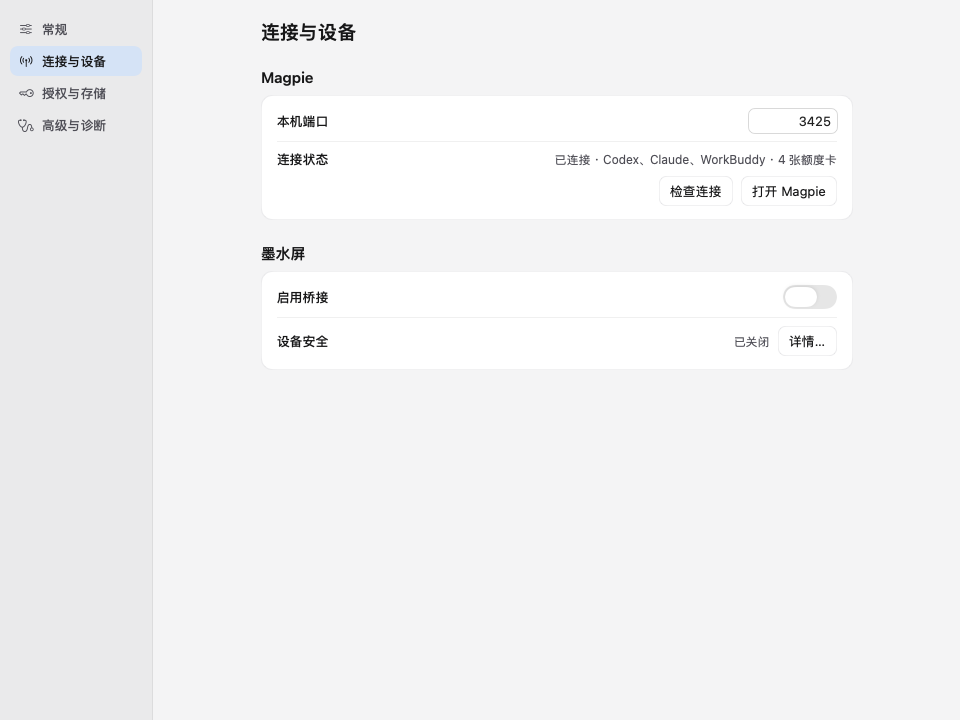 常规
连接与设备
授权与存储
高级与诊断
连接与设备
Magpie
本机端口 3425
连接状态 已连接 · Codex、Claude、WorkBuddy · 4 张额度卡
检查连接 打开 Magpie
墨水屏
启用桥接
设备安全 已关闭 详情...